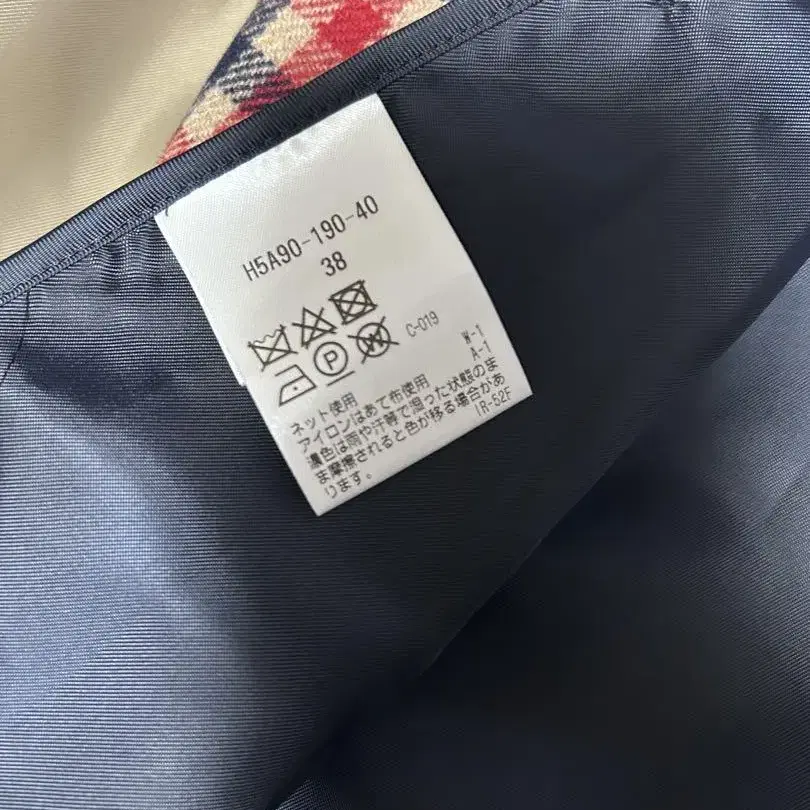 H5A90-190-40
38
C-019
P
W
W-1
A-1
ネット使用
アイロンはあて布使用
濃色は雨や汗等で湿った状態のま
ま摩擦されると色が移る場合があ
ります。
IR-52F